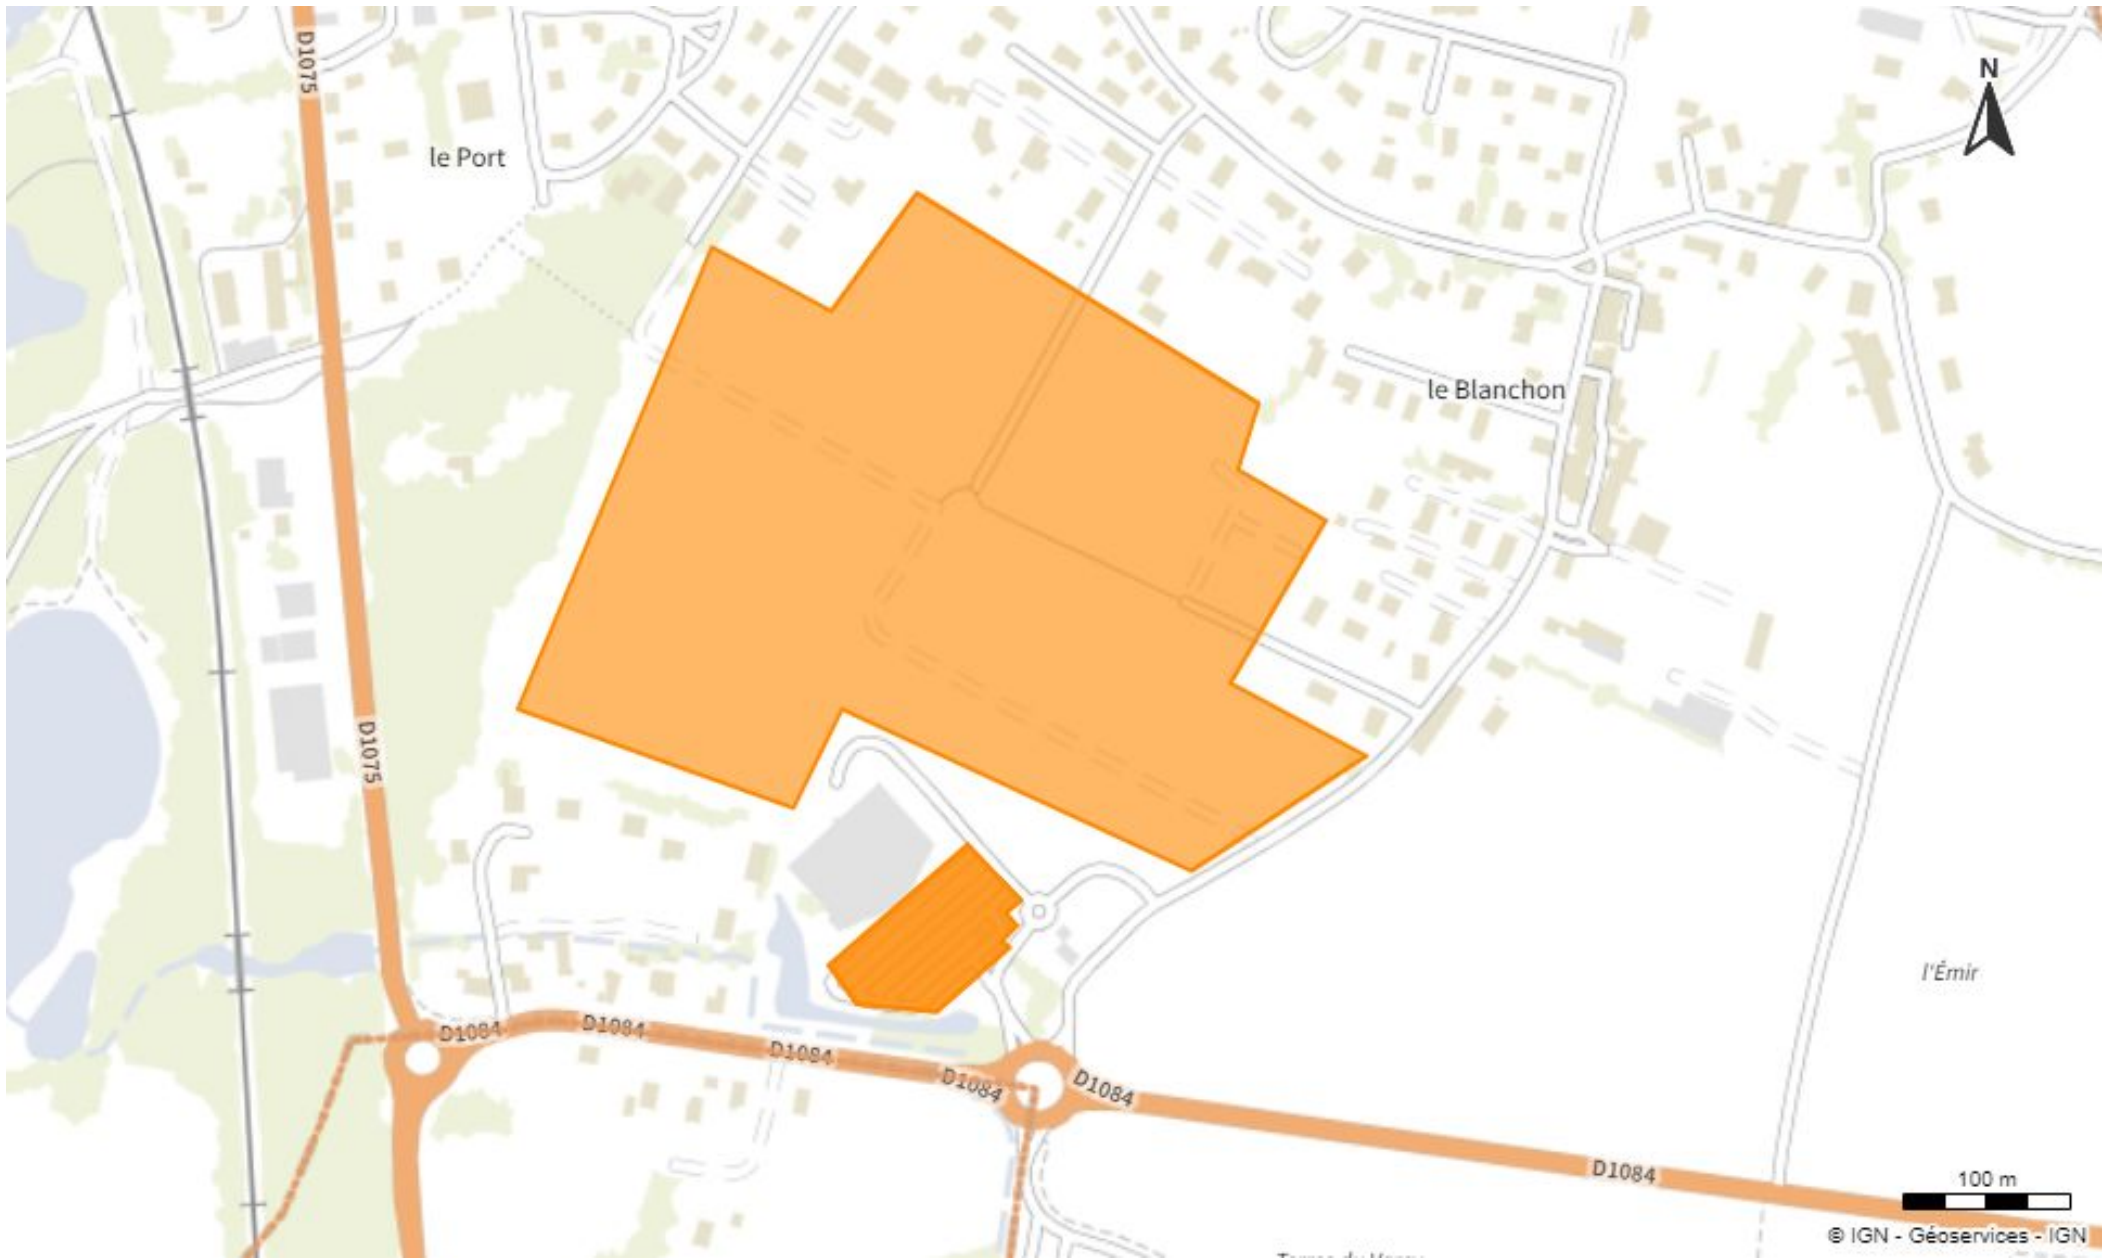 D1075
N
le Port
le Blanchon
D1075
l'Émir
D1084
D1084
D1084
D1084
D1084
D1084
100 m
© IGN - Géoservices - IGN